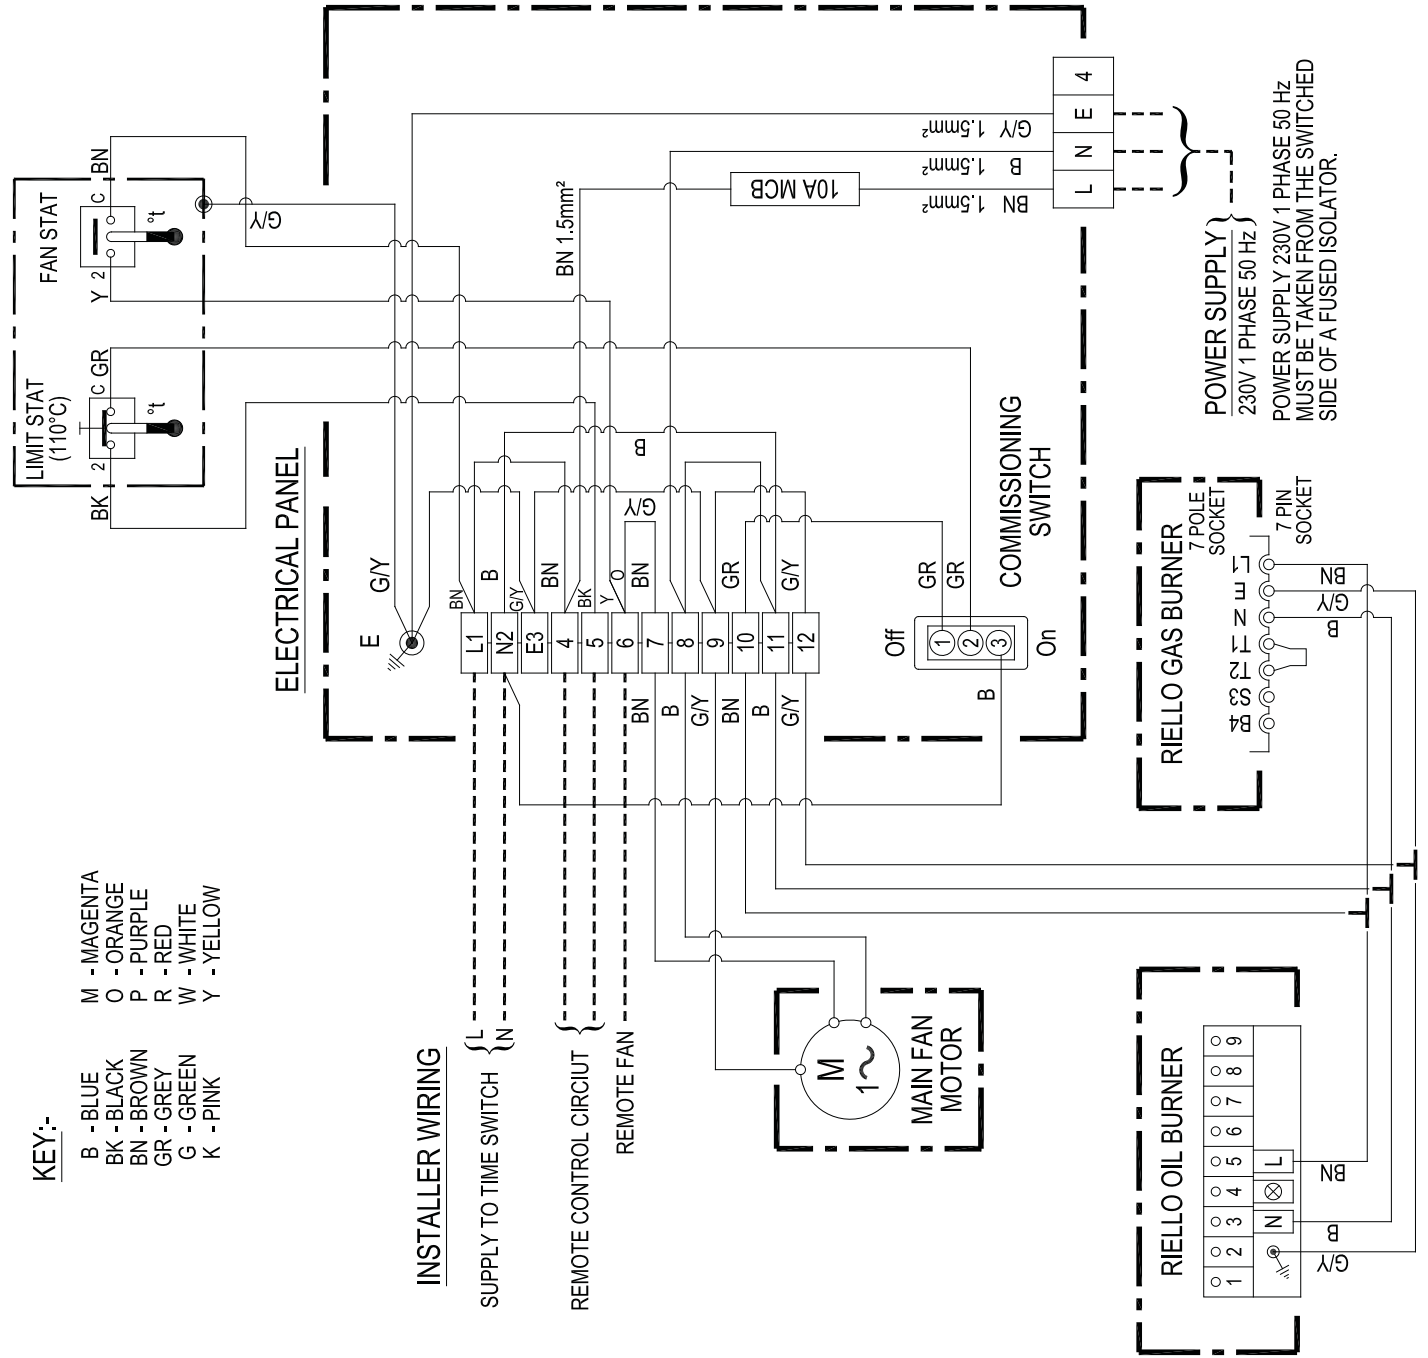 KEY:-
B - BLUE
BK - BLACK
BN - BROWN
GR - GREY
G - GREEN
K - PINK
M - MAGENTA
O - ORANGE
P - PURPLE
R - RED
W - WHITE
Y - YELLOW
LIMIT STAT
(110°C)
FAN STAT
BK
2
C
GR
°t
Y
2
C
BN
°t
G/Y
ELECTRICAL PANEL
E
G/Y
BN 1.5mm²
BN
B
G/Y
BN
BK
Y
O
BN
G/Y
B
GR
G/Y
L1
N2
E3
4
5
6
7
8
9
10
11
12
BN
B
G/Y
BN
B
G/Y
10A MCB
G/Y 1.5mm²
B 1.5mm²
BN 1.5mm²
L
N
E
4
COMMISSIONING
SWITCH
GR
GR
Off
1
2
3
On
B
POWER SUPPLY
230V 1 PHASE 50 Hz
POWER SUPPLY 230V 1 PHASE 50 Hz
MUST BE TAKEN FROM THE SWITCHED
SIDE OF A FUSED ISOLATOR.
INSTALLER WIRING
SUPPLY TO TIME SWITCH
L
N
REMOTE CONTROL CIRCIUT
REMOTE FAN
M
1~
MAIN FAN
MOTOR
RIELLO GAS BURNER
7 POLE
SOCKET
7 PIN
SOCKET
B4
S3
T2
T1
N
E
L1
B
G/Y
BN
RIELLO OIL BURNER
1
2
3
4
5
6
7
8
9
N
L
G/Y
B
BN